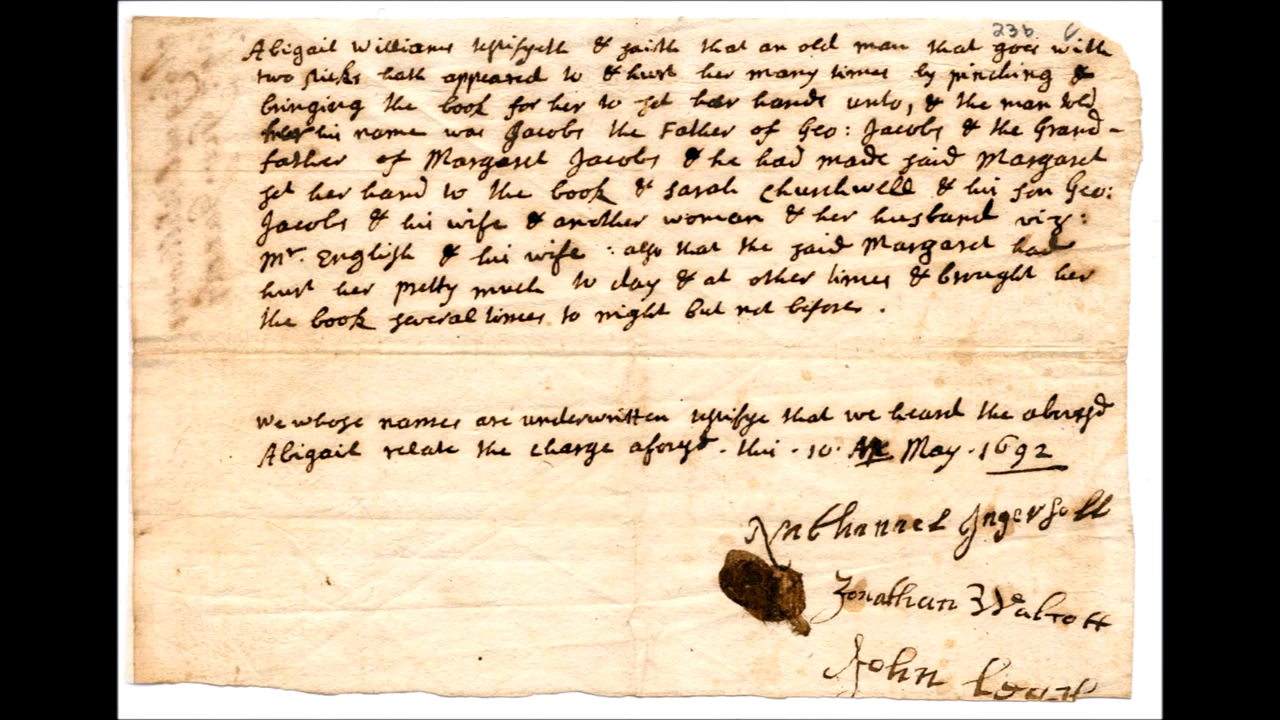 236
Abigail Williams testifyeth & saith that an old man that goes with
two sticks hath appeared to & hurt her many times by pinching &
bringing the book for her to set her hands unto, & the man told
her his name was Jacobs the Father of Geo: Jacobs & the Grand-
father of Margaret Jacobs & he had made said Margaret
set her hand to the book & Sarah Churchwell & his son Geo:
Jacobs & his wife & another woman & her husband viz:
Mr. English & his wife : also that the said Margaret had
hurt her pretty much to day & at other times & brought her
the book several times to night but not before.
We whose names are underwritten testifye that we heard the abovesd
Abigail relate the charge aforsd. this . 10. May . 1692
Nathaniel Ingersoll
Jonathan Walcott
John